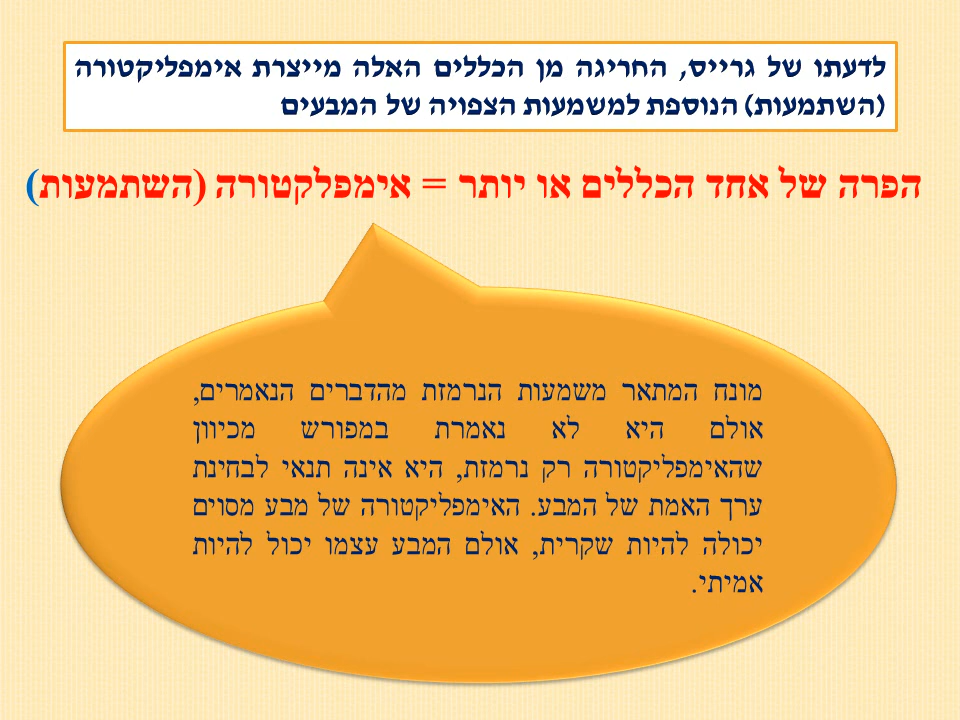 לדעתו של גרייס, החריגה מן הכללים האלה מייצרת אימפליקטורה
(השתמעות) הנוספת למשמעות הצפויה של המבעים
הפרה של אחד הכללים או יותר = אימפלקטורה (השתמעות)
מונח המתאר משמעות הנרמזת מהדברים הנאמרים,
אולם היא לא נאמרת במפורש מכיוון
שהאימפליקטורה רק נרמזת, היא אינה תנאי לבחינת
ערך האמת של המבע. האימפליקטורה של מבע מסוים
יכולה להיות שקרית, אולם המבע עצמו יכול להיות
אמיתי.